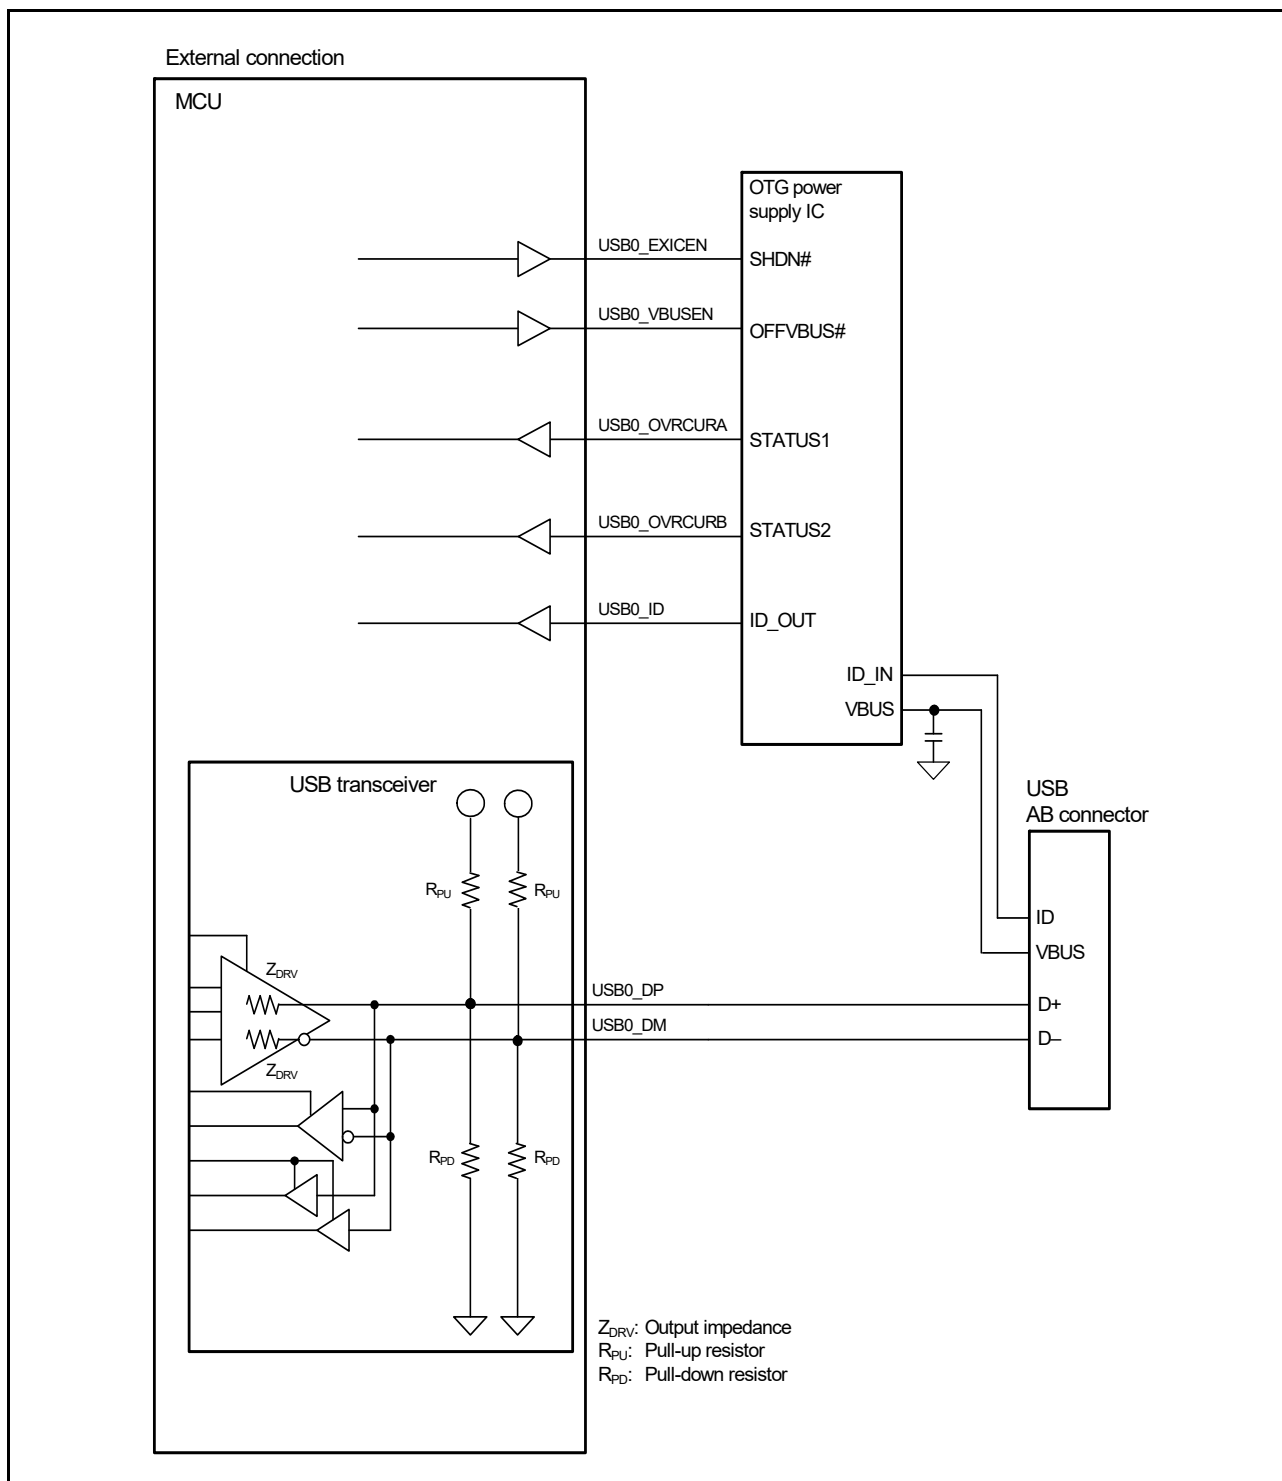 External connection
MCU
OTG power
supply IC
USB0_EXICEN
SHDN#
USB0_VBUSEN
OFFVBUS#
USB0_OVRCURA
STATUS1
USB0_OVRCURB
STATUS2
USB0_ID
ID_OUT
ID_IN
VBUS
USB transceiver
USB
AB connector
RPU
RPU
ID
VBUS
ZDRV
USB0_DP
D+
USB0_DM
D–
ZDRV
RPD
RPD
ZDRV: Output impedance
RPU: Pull-up resistor
RPD: Pull-down resistor